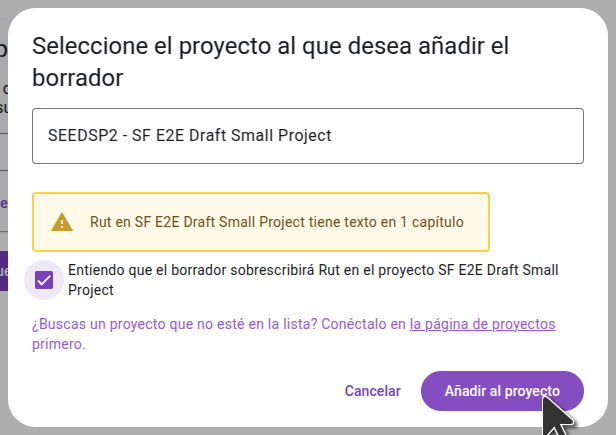 Seleccione el proyecto al que desea añadir el
borrador
SEEDSP2 - SF E2E Draft Small Project
Rut en SF E2E Draft Small Project tiene texto en 1 capítulo
Entiendo que el borrador sobrescribirá Rut en el proyecto SF E2E Draft Small
Project
¿Buscas un proyecto que no esté en la lista? Conéctalo en la página de proyectos
primero.
Cancelar Añadir al proyecto